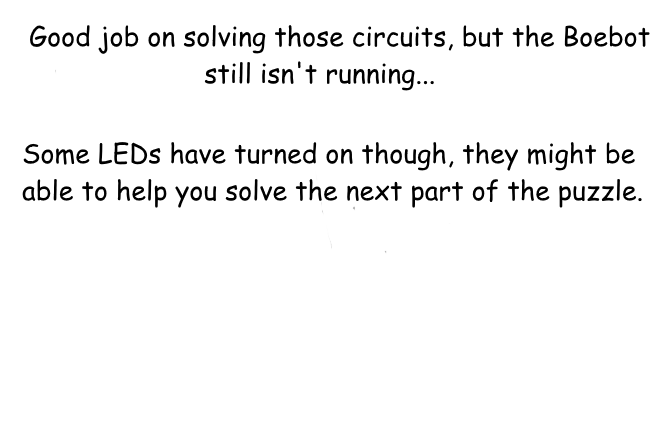 Good job on solving those circuits, but the Boebot
still isn't running...
Some LEDs have turned on though, they might be
able to help you solve the next part of the puzzle.